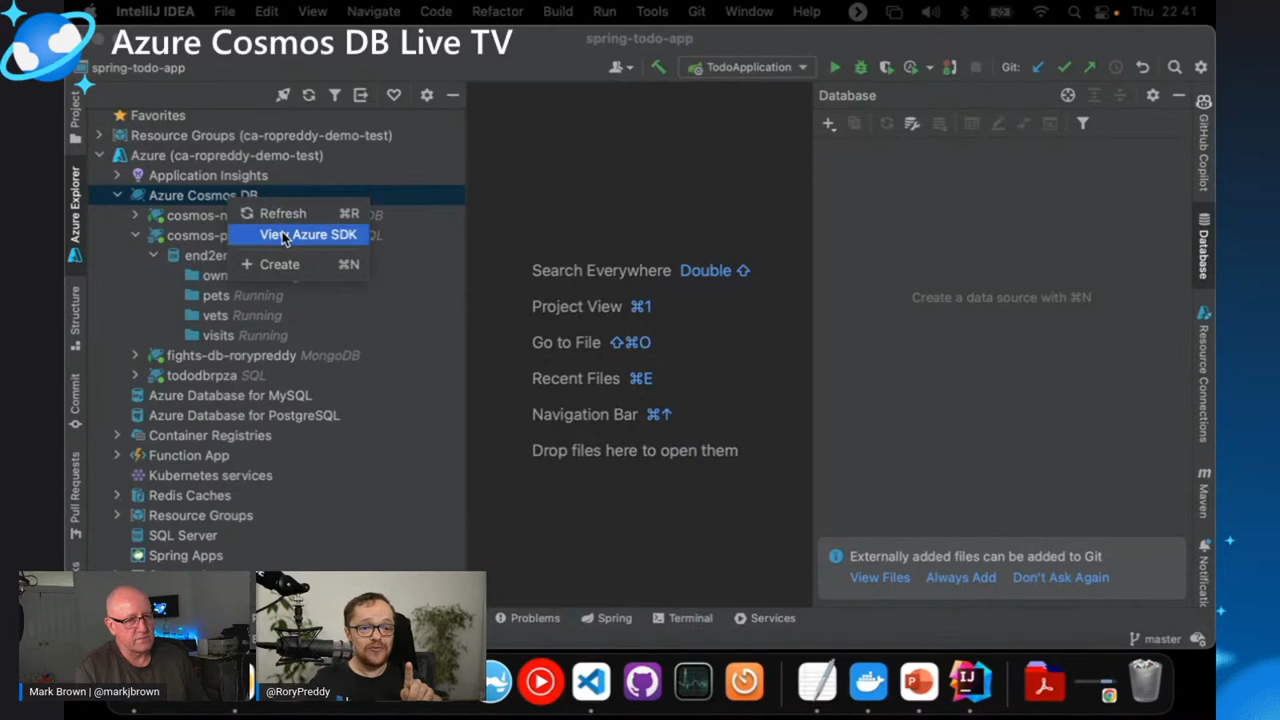 IntelliJ IDEA File Edit View Navigate Code Refactor Build Run Tools Git Window Help Thu 22 41
Azure Cosmos DB Live TV
spring-todo-app
spring-todo-app
TodoApplication
Git:
Project
Azure Explorer
Structure
Commit
Pull Requests
Favorites
Resource Groups (ca-ropreddy-demo-test)
Azure (ca-ropreddy-demo-test)
Application Insights
Azure Cosmos DB
Refresh ⌘R
View Azure SDK
Create ⌘N
pets Running
vets Running
visits Running
fights-db-rorypreddy MongoDB
tododbrpza SQL
Azure Database for MySQL
Azure Database for PostgreSQL
Container Registries
Function App
Kubernetes services
Redis Caches
Resource Groups
SQL Server
Spring Apps
Search Everywhere Double ⇧
Project View ⌘1
Go to File ⇧⌘O
Recent Files ⌘E
Navigation Bar ⌘↑
Drop files here to open them
Database
Create a data source with ⌘N
Externally added files can be added to Git
View Files Always Add Don't Ask Again
GitHub Copilot
Database
Resource Connections
Maven
Problems Spring Terminal Services
master
Mark Brown | @markjbrown
@RoryPreddy